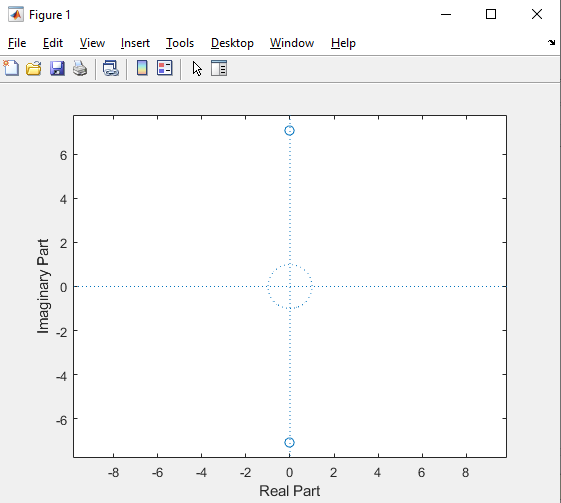 Figure 1
File Edit View Insert Tools Desktop Window Help
6
4
2
0
-2
-4
-6
Imaginary Part
-8 -6 -4 -2 0 2 4 6 8
Real Part